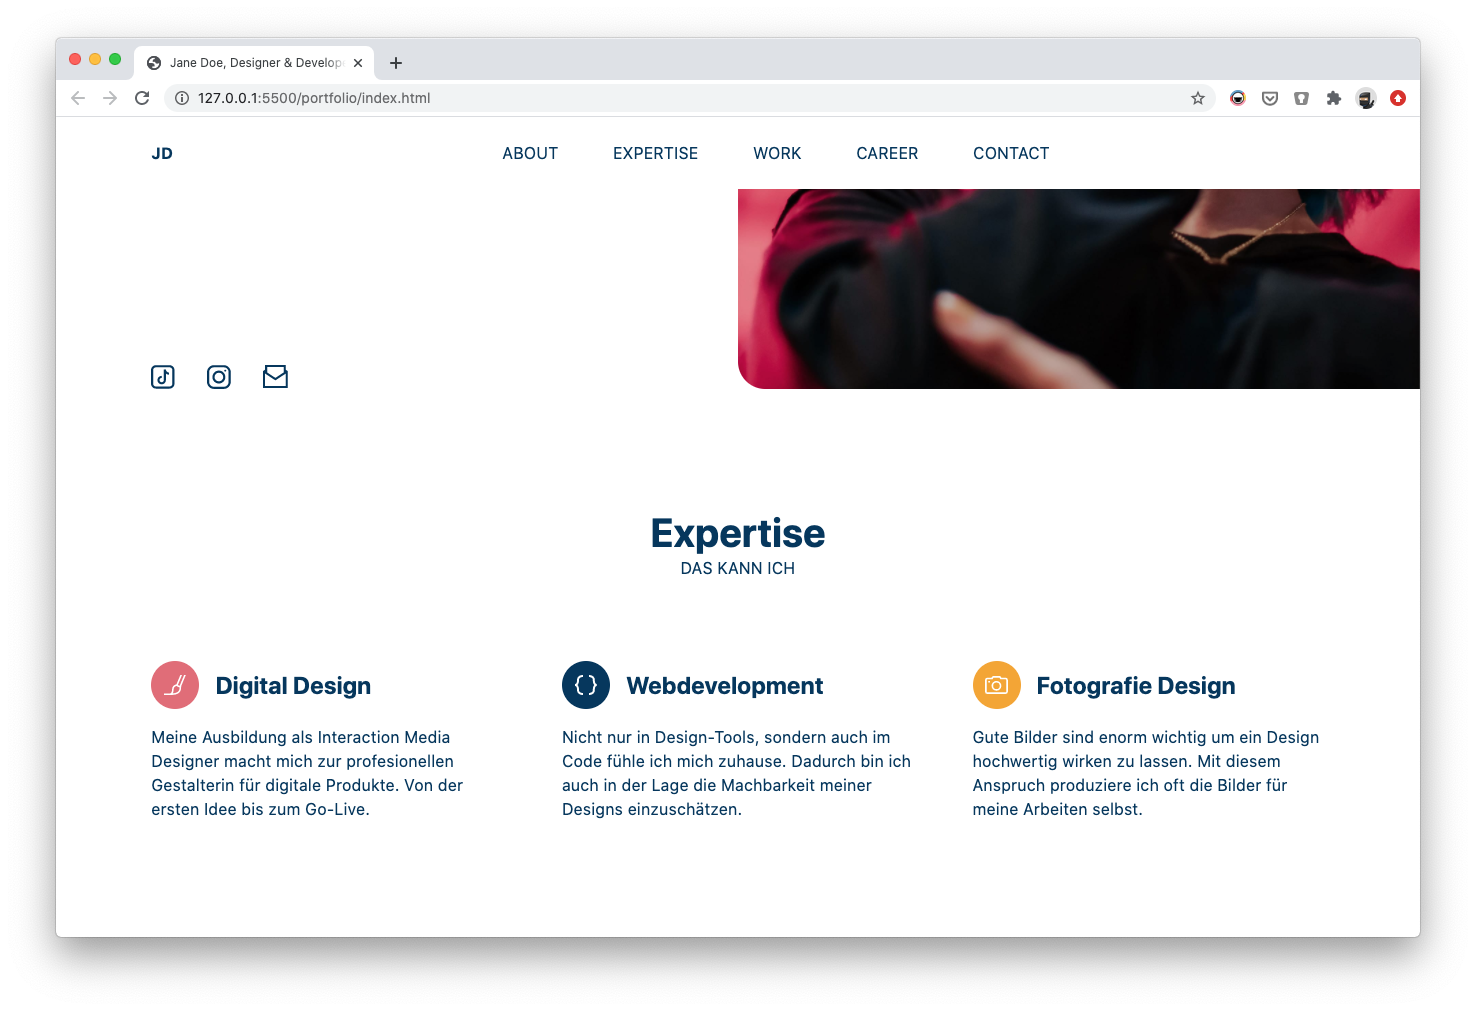 Jane Doe, Designer & Develope
127.0.0.1:5500/portfolio/index.html
JD
ABOUT
EXPERTISE
WORK
CAREER
CONTACT
Expertise
DAS KANN ICH
Digital Design
Meine Ausbildung als Interaction Media
Designer macht mich zur profesionellen
Gestalterin für digitale Produkte. Von der
ersten Idee bis zum Go-Live.
Webdevelopment
Nicht nur in Design-Tools, sondern auch im
Code fühle ich mich zuhause. Dadurch bin ich
auch in der Lage die Machbarkeit meiner
Designs einzuschätzen.
Fotografie Design
Gute Bilder sind enorm wichtig um ein Design
hochwertig wirken zu lassen. Mit diesem
Anspruch produziere ich oft die Bilder für
meine Arbeiten selbst.